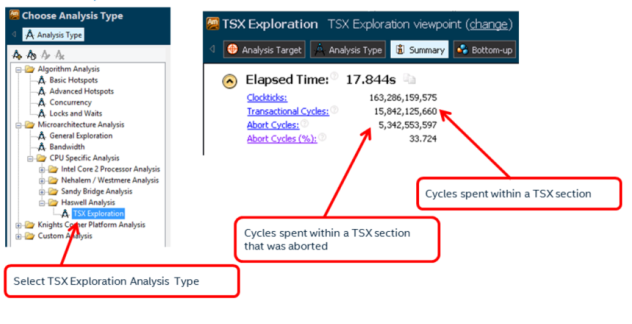 Choose Analysis Type
Analysis Type
Algorithm Analysis
Basic Hotspots
Advanced Hotspots
Concurrency
Locks and Waits
Microarchitecture Analysis
General Exploration
Bandwidth
CPU Specific Analysis
Intel Core 2 Processor Analysis
Nehalem / Westmere Analysis
Sandy Bridge Analysis
Haswell Analysis
TSX Exploration
Knights Corner Platform Analysis
Custom Analysis
Select TSX Exploration Analysis Type
TSX Exploration TSX Exploration viewpoint (change)
Analysis Target Analysis Type Summary Bottom-up
Elapsed Time: 17.844s
Clockticks: 163,286,159,575
Transactional Cycles: 15,842,125,660
Abort Cycles: 5,342,553,597
Abort Cycles (%): 33.724
Cycles spent within a TSX section
Cycles spent within a TSX section
that was aborted